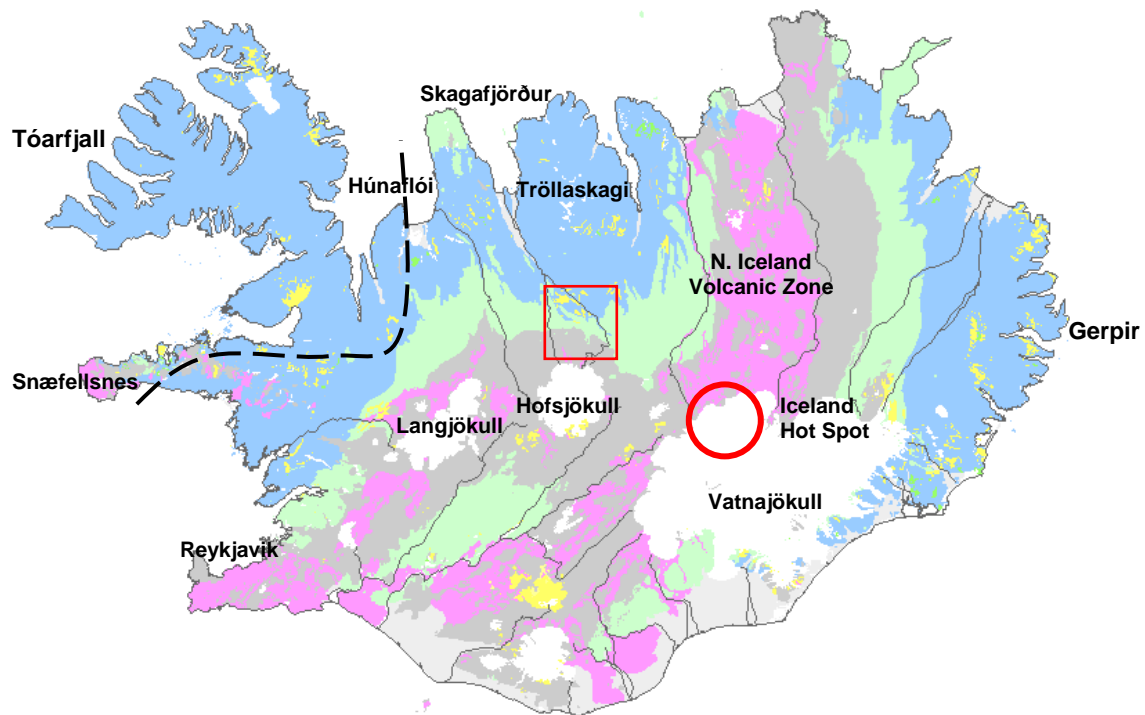 Skagafjörður
Tóarfjall
Húnaflói
Tröllaskagi
N. Iceland
Volcanic Zone
Gerpir
Snæfellsnes
Hofsjökull
Iceland
Hot Spot
Langjökull
Vatnajökull
Reykjavik